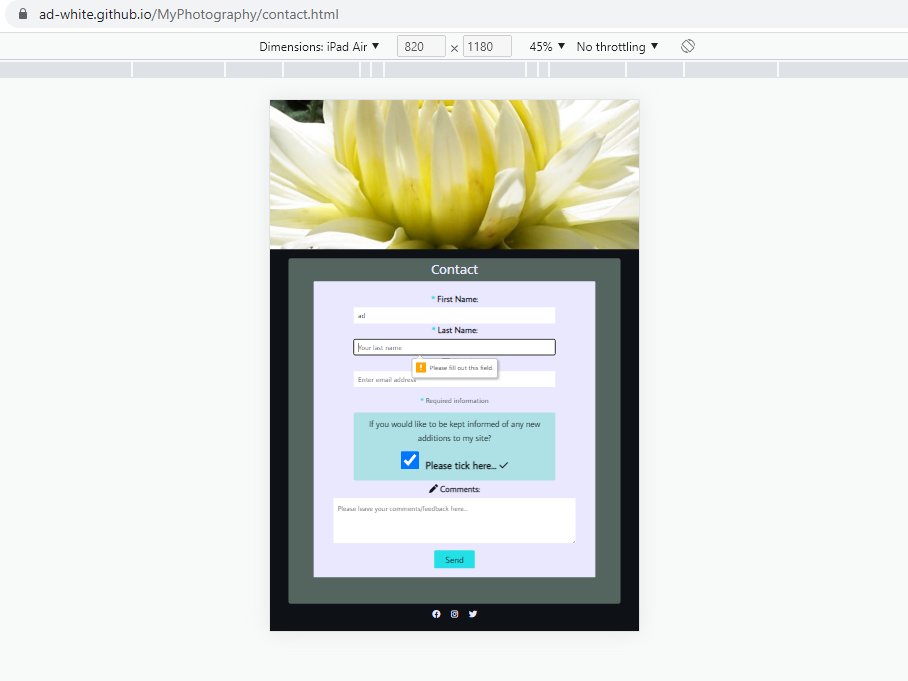 ad-white.github.io/MyPhotography/contact.html
Dimensions: iPad Air ▼ 820 × 1180 45% ▼ No throttling ▼
Contact
* First Name:
ad
* Last Name:
Your last name
Please fill out this field.
Enter email address
* Required information
If you would like to be kept informed of any new
additions to my site?
Please tick here...
Comments:
Please leave your comments/feedback here..
Send